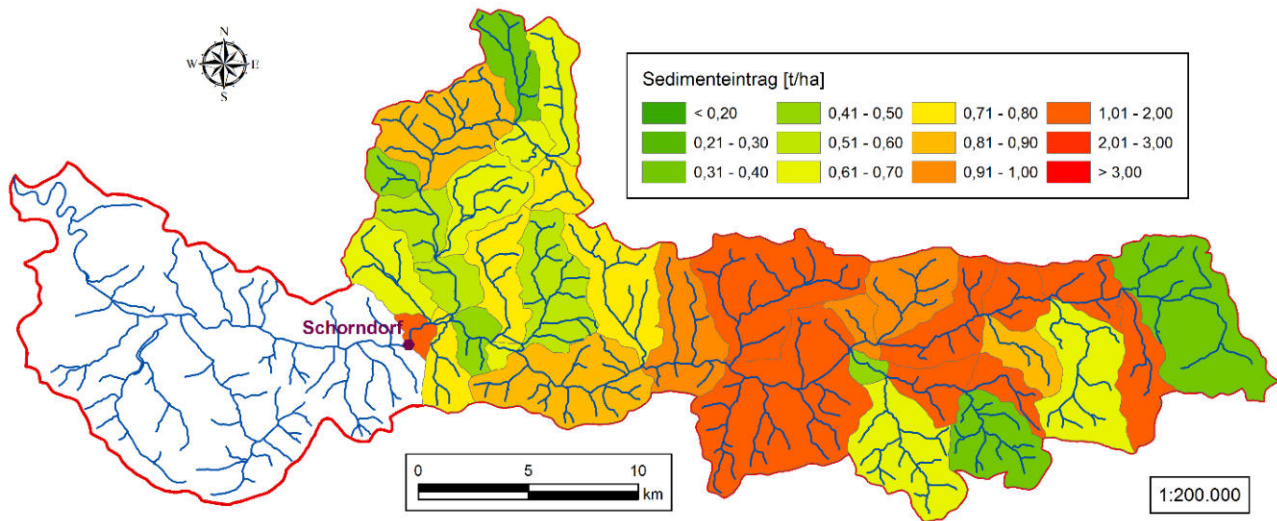 N
W E
S
Sedimenteintrag [t/ha]
< 0,20 0,41 - 0,50 0,71 - 0,80 1,01 - 2,00
0,21 - 0,30 0,51 - 0,60 0,81 - 0,90 2,01 - 3,00
0,31 - 0,40 0,61 - 0,70 0,91 - 1,00 > 3,00
Schorndorf
0 5 10
km
1:200.000